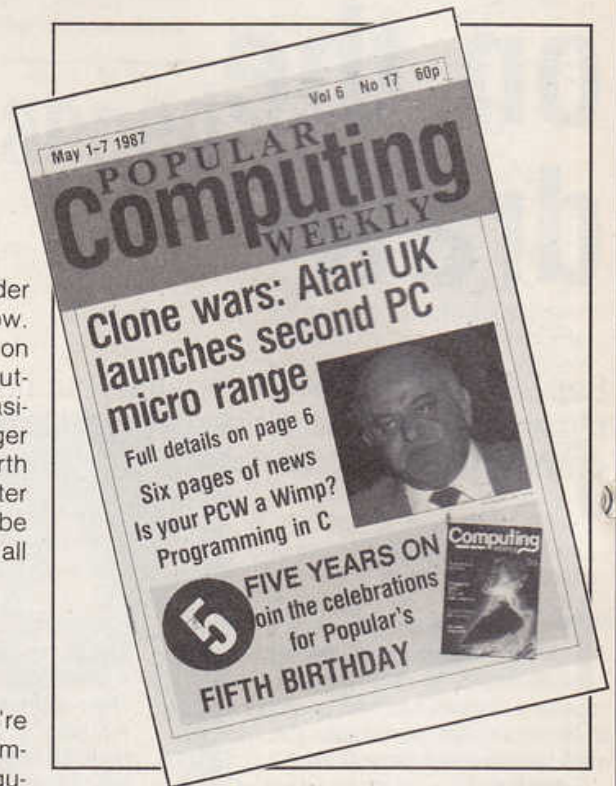 der
ow.
on
ut-
asi-
ger
rth
ter
be
all
're
m-
gu-
May 1-7 1987
Vol 6 No 17 60p
POPULAR
Computing
WEEKLY
Clone wars: Atari UK
launches second PC
micro range
Full details on page 6
Six pages of news
Is your PCW a Wimp?
Programming in C
5
FIVE YEARS ON
oin the celebrations
for Popular's
FIFTH BIRTHDAY
Computing